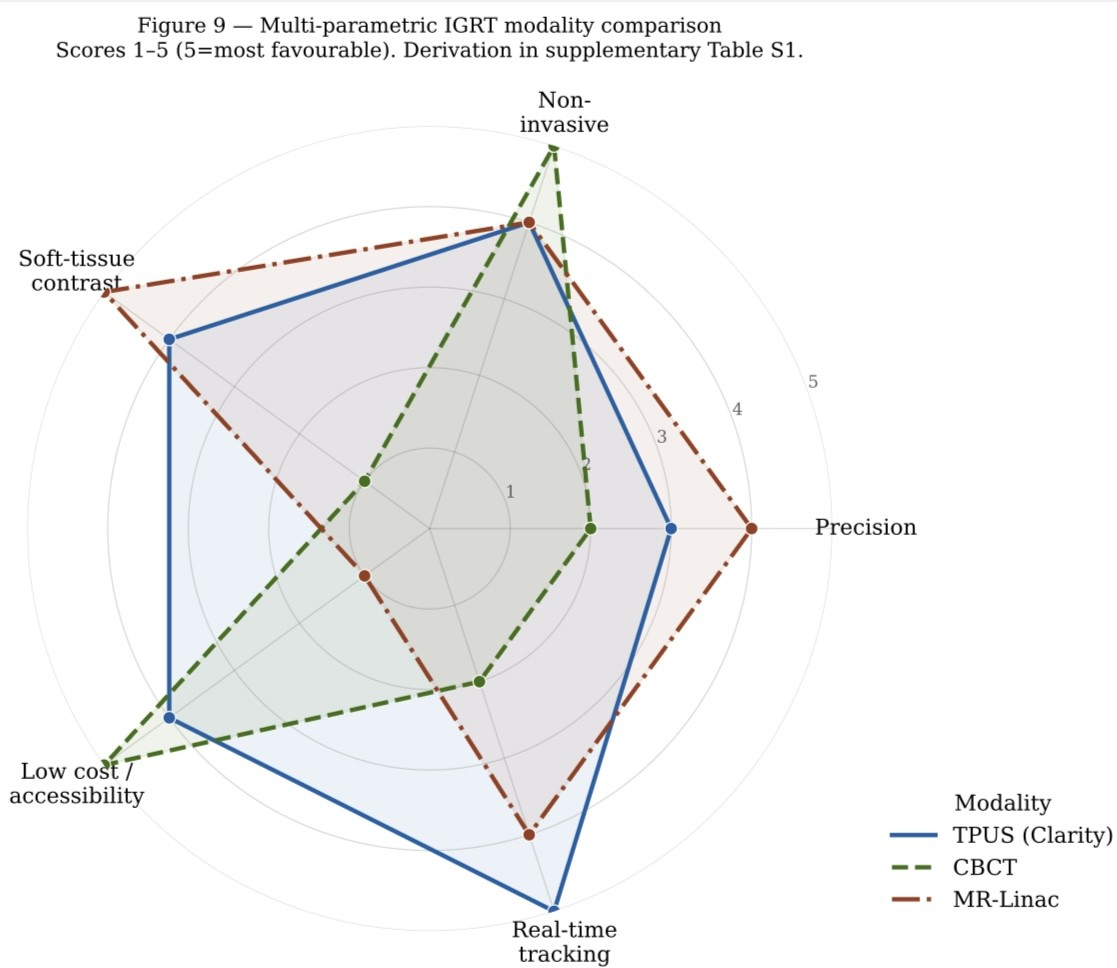 Figure 9 — Multi-parametric IGRT modality comparison
Scores 1–5 (5=most favourable). Derivation in supplementary Table S1.
Non-
invasive
Soft-tissue
contrast
5
4
3
2
1
Precision
Low cost /
accessibility
Real-time
tracking
Modality
TPUS (Clarity)
CBCT
MR-Linac